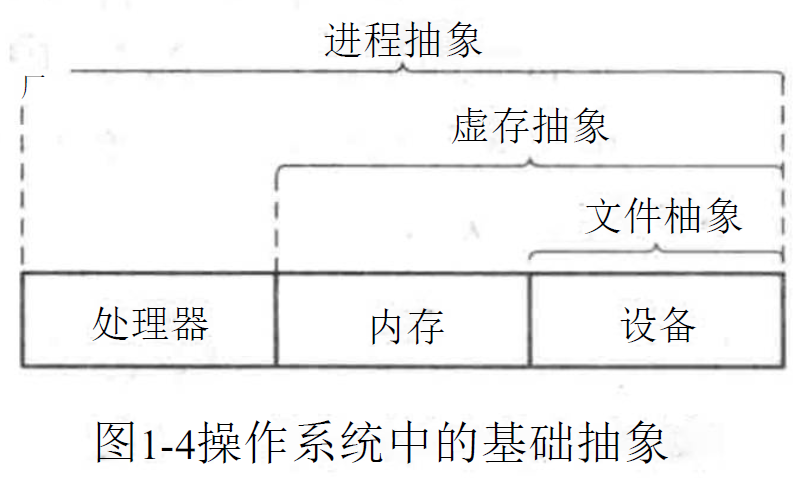 进程抽象
虚存抽象
文件柚象
处理器 内存 设备
图1-4操作系统中的基础抽象